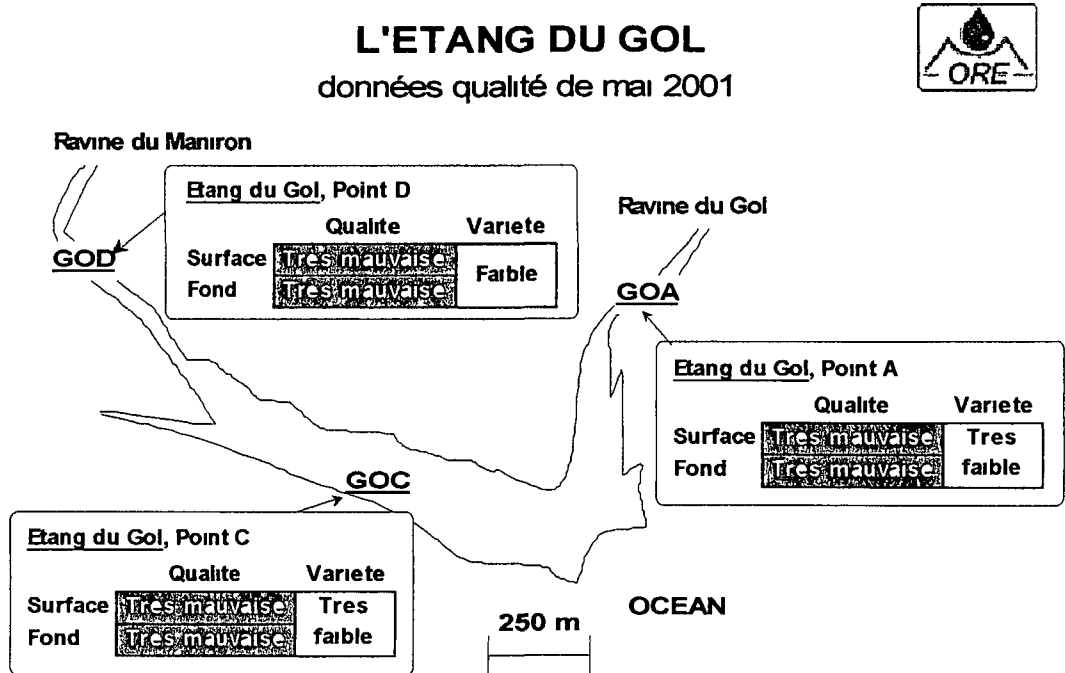 L'ETANG DU GOL
données qualité de mai 2001
ORE
Ravine du Maniron
Etang du Gol, Point D
Qualite Variete
Surface Très mauvaise Faible
Fond Très mauvaise
GOD
Ravine du Gol
GOA
Etang du Gol, Point A
Qualite Variete
Surface Tres mauvaise Tres
Fond Tres mauvaise faible
GOC
Etang du Gol, Point C
Qualite Variete
Surface Tres mauvaise Tres
Fond Tres mauvaise faible
250 m
OCEAN